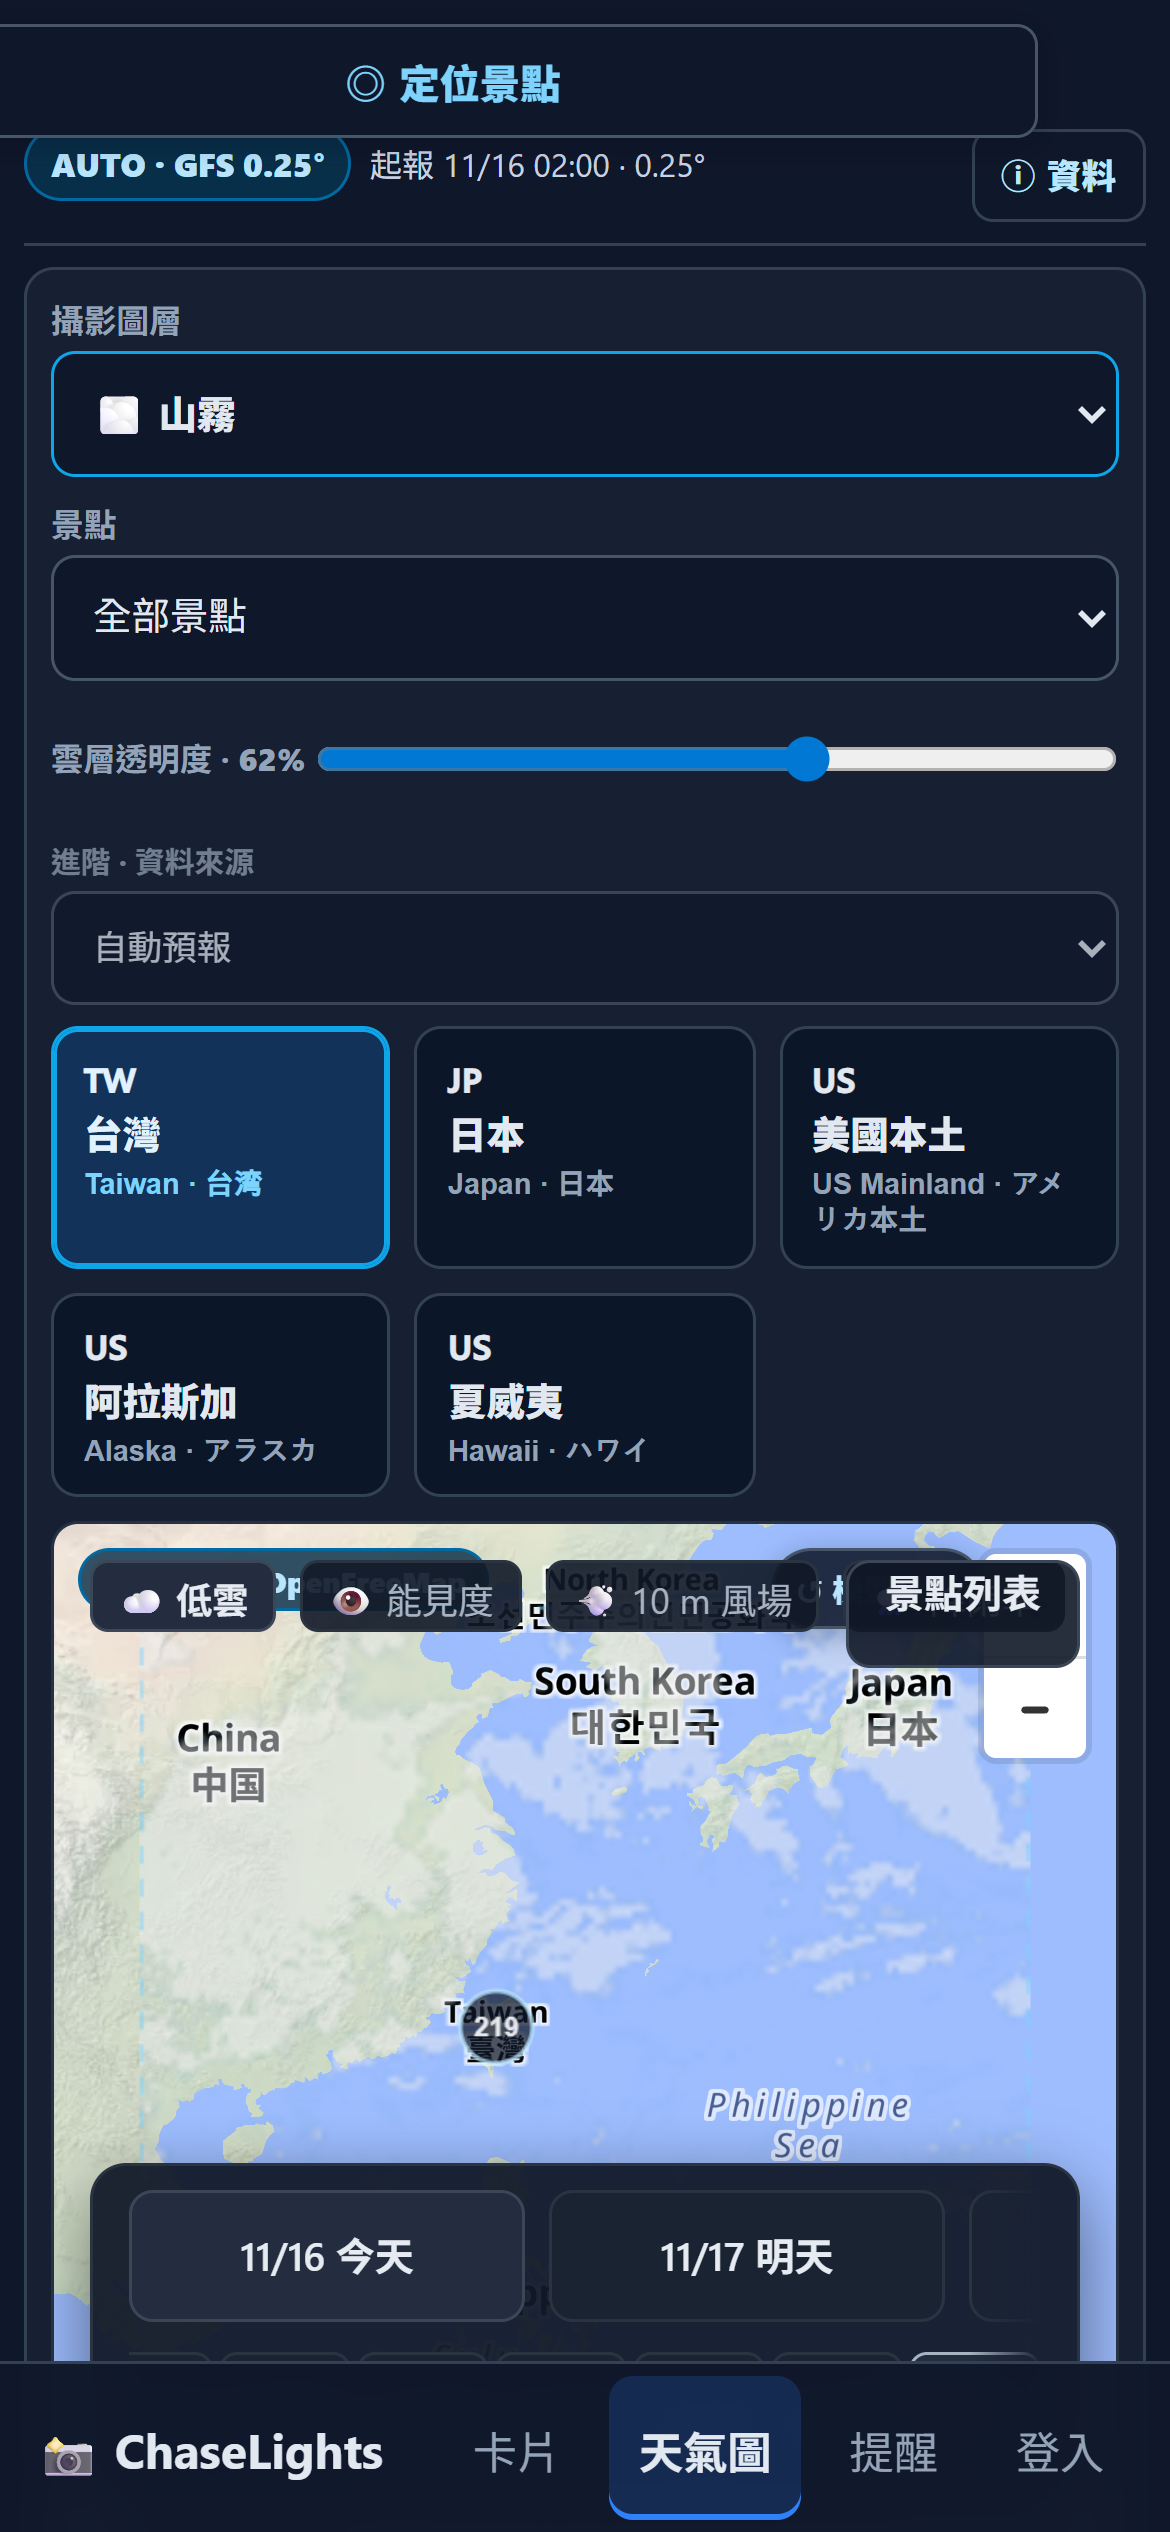 ◎ 定位景點
AUTO · GFS 0.25°
起報 11/16 02:00 · 0.25°
ⓘ 資料
攝影圖層
山霧
景點
全部景點
雲層透明度 · 62%
進階 · 資料來源
自動預報
TW
台灣
Taiwan · 台湾
JP
日本
Japan · 日本
US
美國本土
US Mainland · アメ
リカ本土
US
阿拉斯加
Alaska · アラスカ
US
夏威夷
Hawaii · ハワイ
低雲
OpenFreeMap
能見度
North Korea
10 m 風場
景點列表
−
South Korea
대한민국
Japan
日本
China
中国
Taiwan
臺灣
219
Philippine
Sea
11/16 今天
11/17 明天
ChaseLights
卡片
天氣圖
提醒
登入